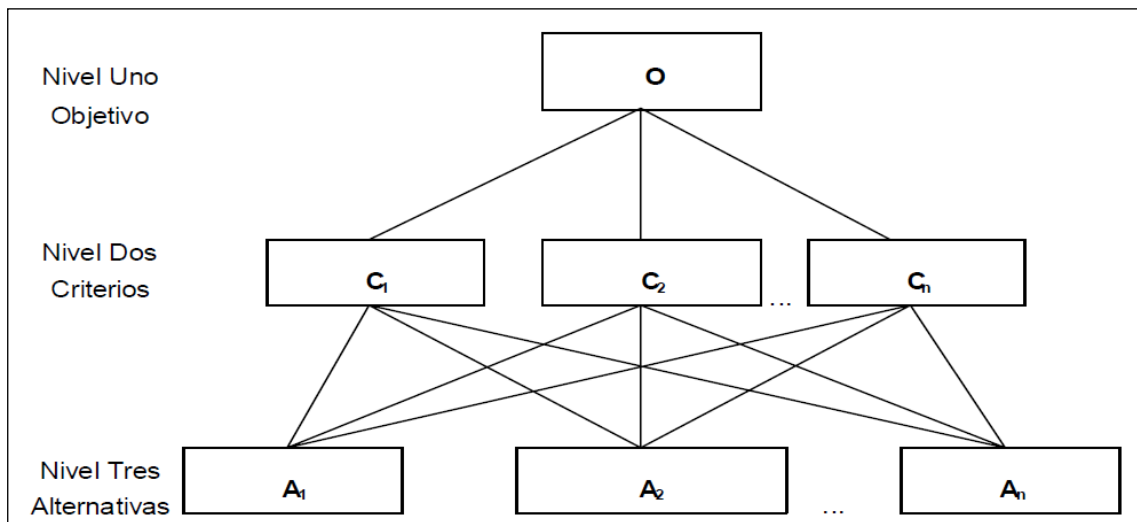 Nivel Uno
Objetivo
O
Nivel Dos
Criterios
C₁
C₂
...
Cₙ
Nivel Tres
Alternativas
A₁
A₂
...
Aₙ